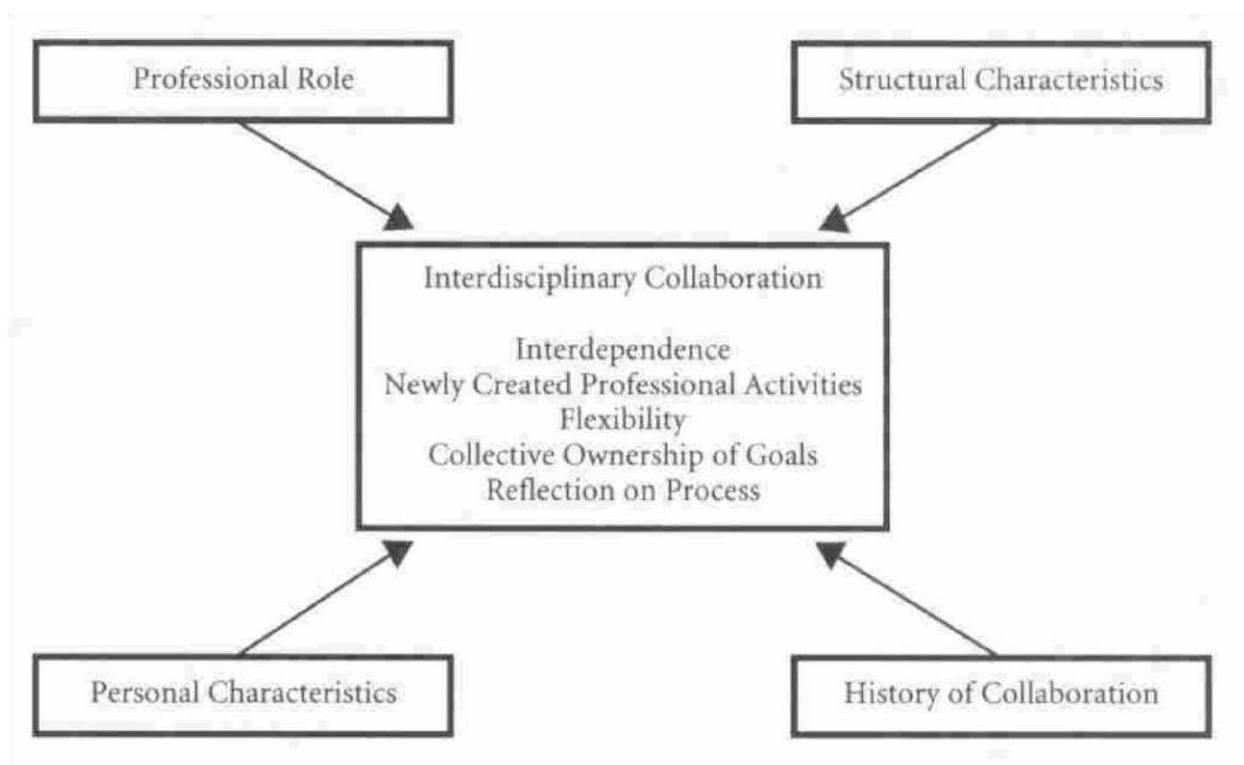 Professional Role
Structural Characteristics
Interdisciplinary Collaboration
Interdependence
Newly Created Professional Activities
Flexibility
Collective Ownership of Goals
Reflection on Process
Personal Characteristics
History of Collaboration